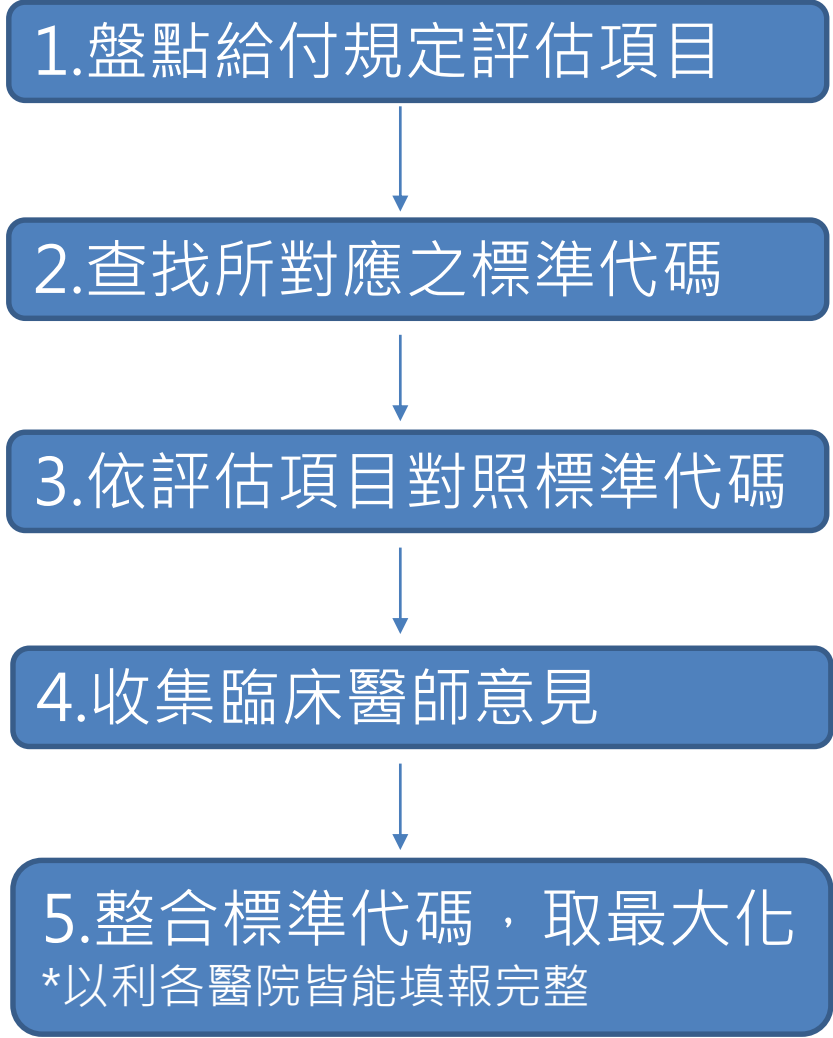 1.盤點給付規定評估項目
2.查找所對應之標準代碼
3.依評估項目對照標準代碼
4.收集臨床醫師意見
5.整合標準代碼，取最大化
*以利各醫院皆能填報完整